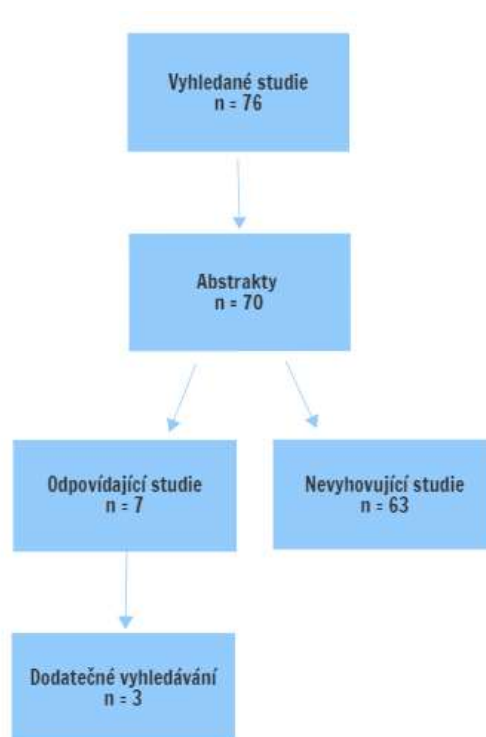 Vyhledané studie
n = 76
Abstrakty
n = 70
Odpovídající studie
n = 7
Nevyhovující studie
n = 63
Dodatečné vyhledávání
n = 3